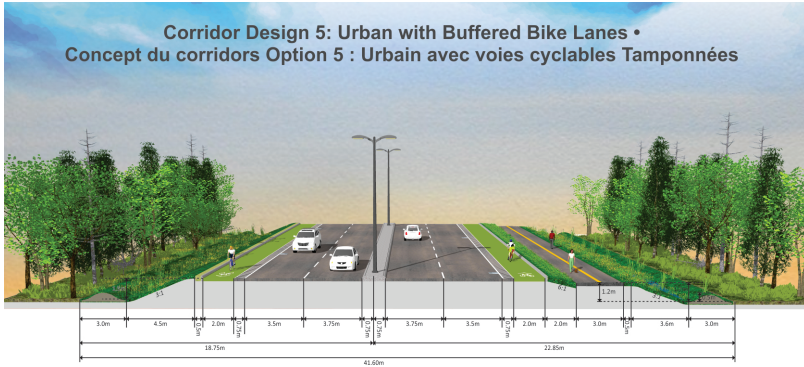 Corridor Design 5: Urban with Buffered Bike Lanes •
Concept du corridors Option 5 : Urbain avec voies cyclables Tamponnées
3:1
6:1
1.2m
3.0m 4.5m 0.5m 2.0m 0.75m 3.5m 3.75m 0.75m 0.75m 3.75m 3.5m 0.75m 2.0m 2.0m 3.0m 0.5m 3.6m 3.0m
18.75m 22.85m
41.60m